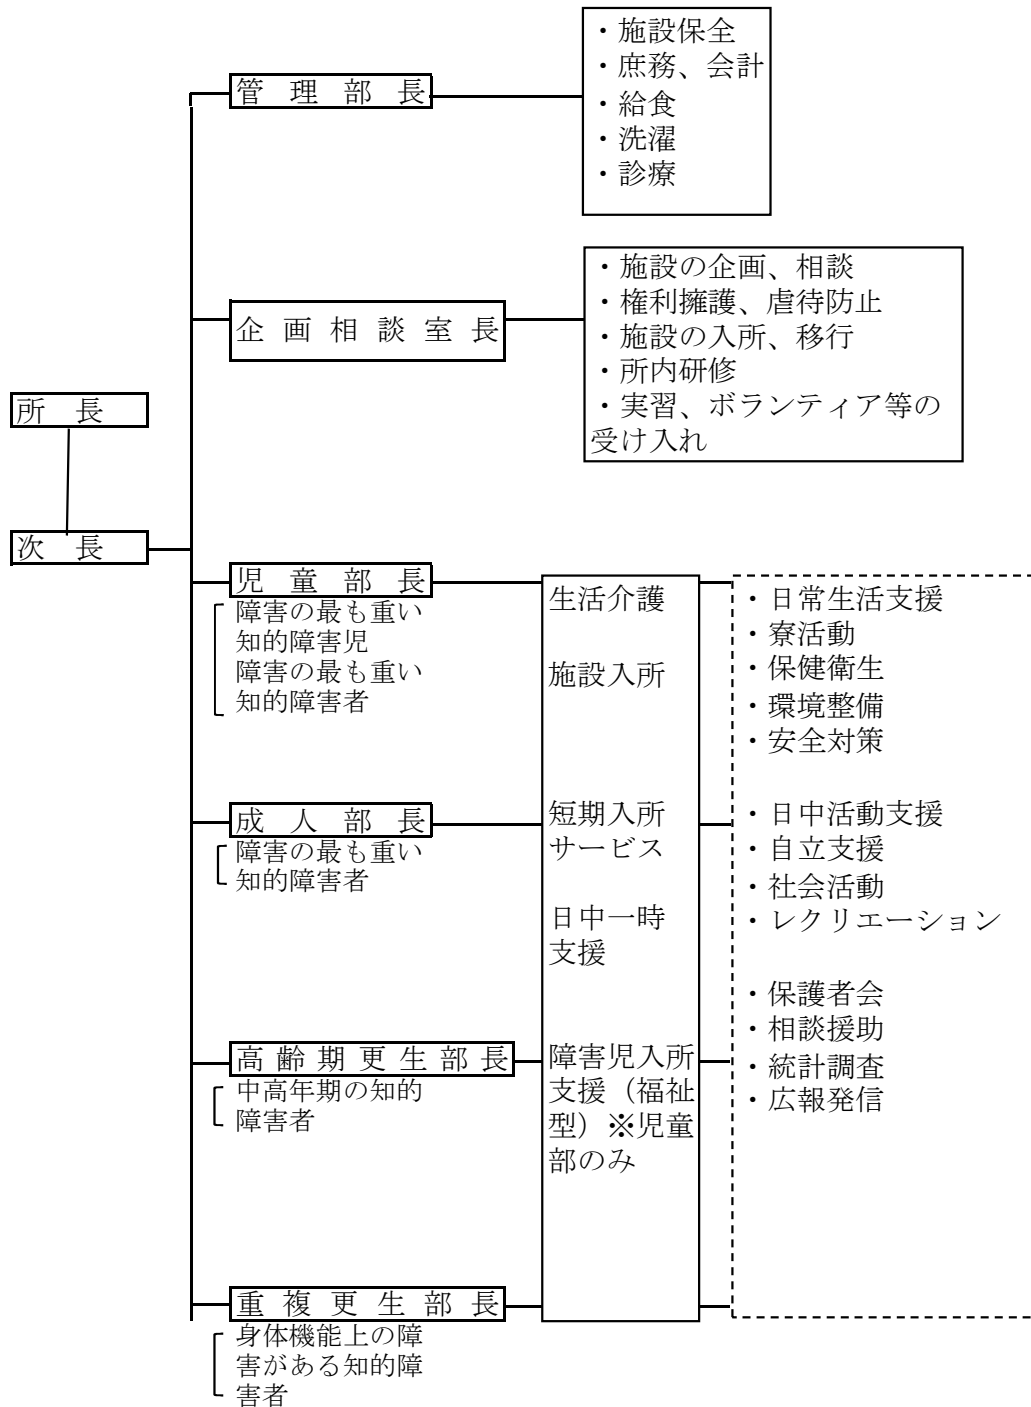 管理部長
・施設保全
・庶務、会計
・給食
・洗濯
・診療
企画相談室長
・施設の企画、相談
・権利擁護、虐待防止
・施設の入所、移行
・所内研修
・実習、ボランティア等の
受け入れ
所長
次長
児童部長
障害の最も重い
知的障害児
障害の最も重い
知的障害者
成人部長
障害の最も重い
知的障害者
高齢期更生部長
中高年期の知的
障害者
重複更生部長
身体機能上の障
害がある知的障
害者
生活介護
施設入所
短期入所
サービス
日中一時
支援
障害児入所
支援（福祉
型）※児童
部のみ
・日常生活支援
・寮活動
・保健衛生
・環境整備
・安全対策
・日中活動支援
・自立支援
・社会活動
・レクリエーション
・保護者会
・相談援助
・統計調査
・広報発信